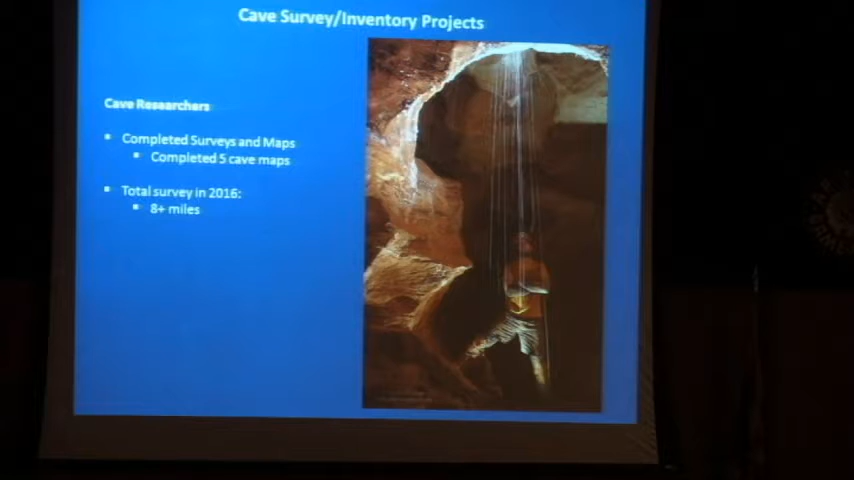 Cave Survey/Inventory Projects
Cave Researchers
Completed Surveys and Maps
Completed 5 cave maps
Total survey in 2016:
8+ miles